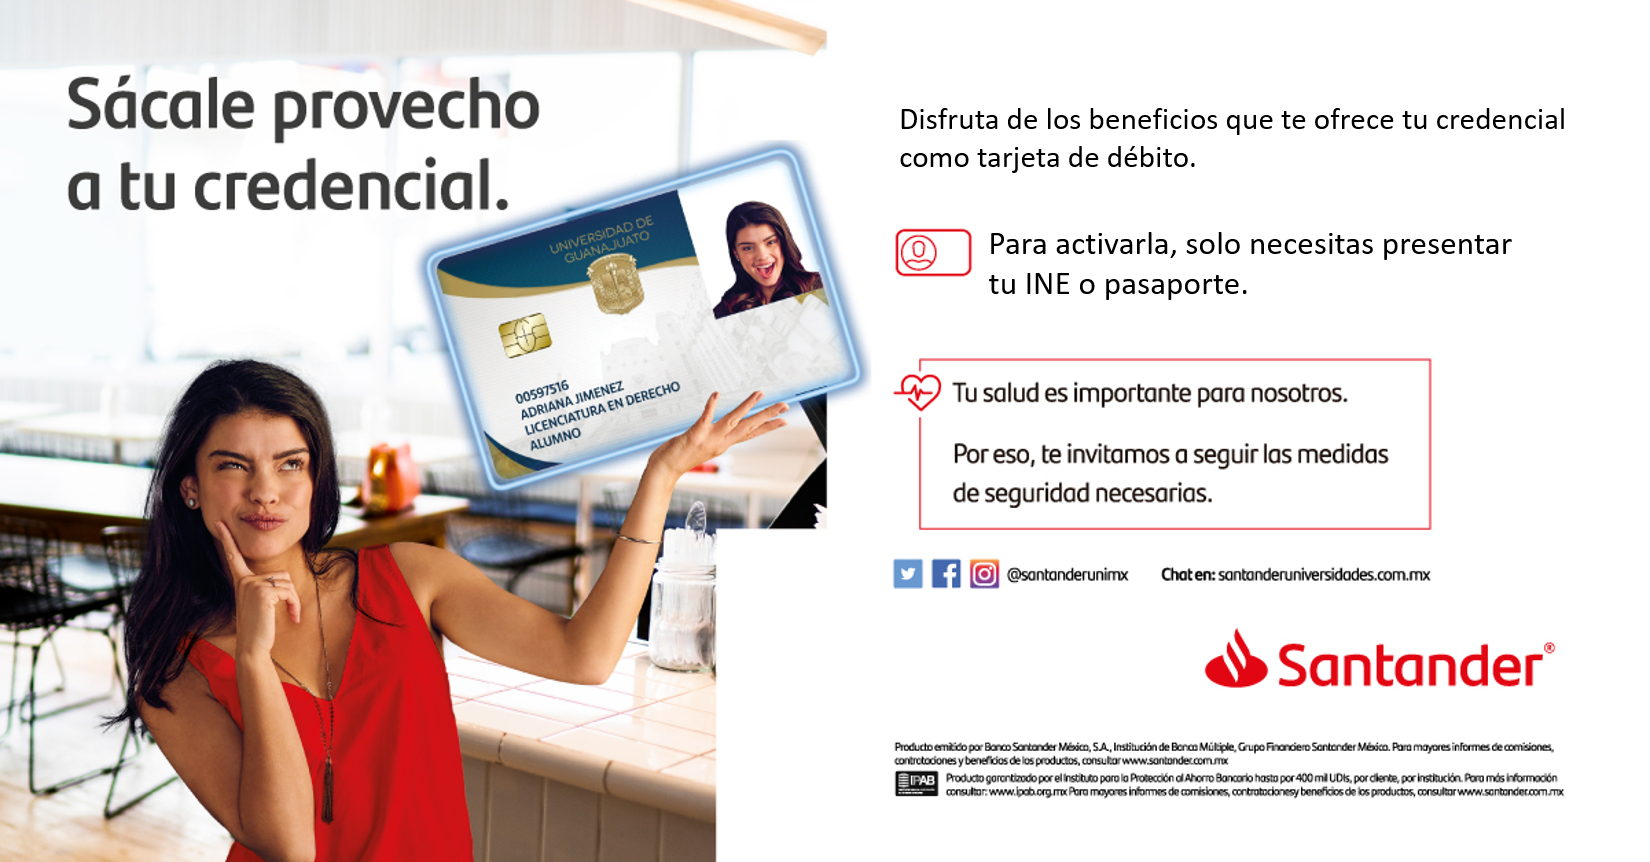 Sácale provecho
a tu credencial.
UNIVERSIDAD DE
GUANAJUATO
00597516
ADRIANA JIMENEZ
LICENCIATURA EN DERECHO
ALUMNO
Disfruta de los beneficios que te ofrece tu credencial
como tarjeta de débito.
Para activarla, solo necesitas presentar
tu INE o pasaporte.
Tu salud es importante para nosotros.
Por eso, te invitamos a seguir las medidas
de seguridad necesarias.
@santanderunimx Chat en: santanderuniversidades.com.mx
Santander®
Producto emitido por Banco Santander México, S.A., Institución de Banca Múltiple, Grupo Financiero Santander México. Para mayores informes de comisiones,
contrataciones y beneficios de los productos, consultar www.santander.com.mx
IPAB
Producto garantizado por el Instituto para la Protección al Ahorro Bancario hasta por 400 mil UDIs, por cliente, por institución. Para más información
consultar: www.ipab.org.mx Para mayores informes de comisiones, contratacionesy beneficios de los productos, consultar www.santander.com.mx